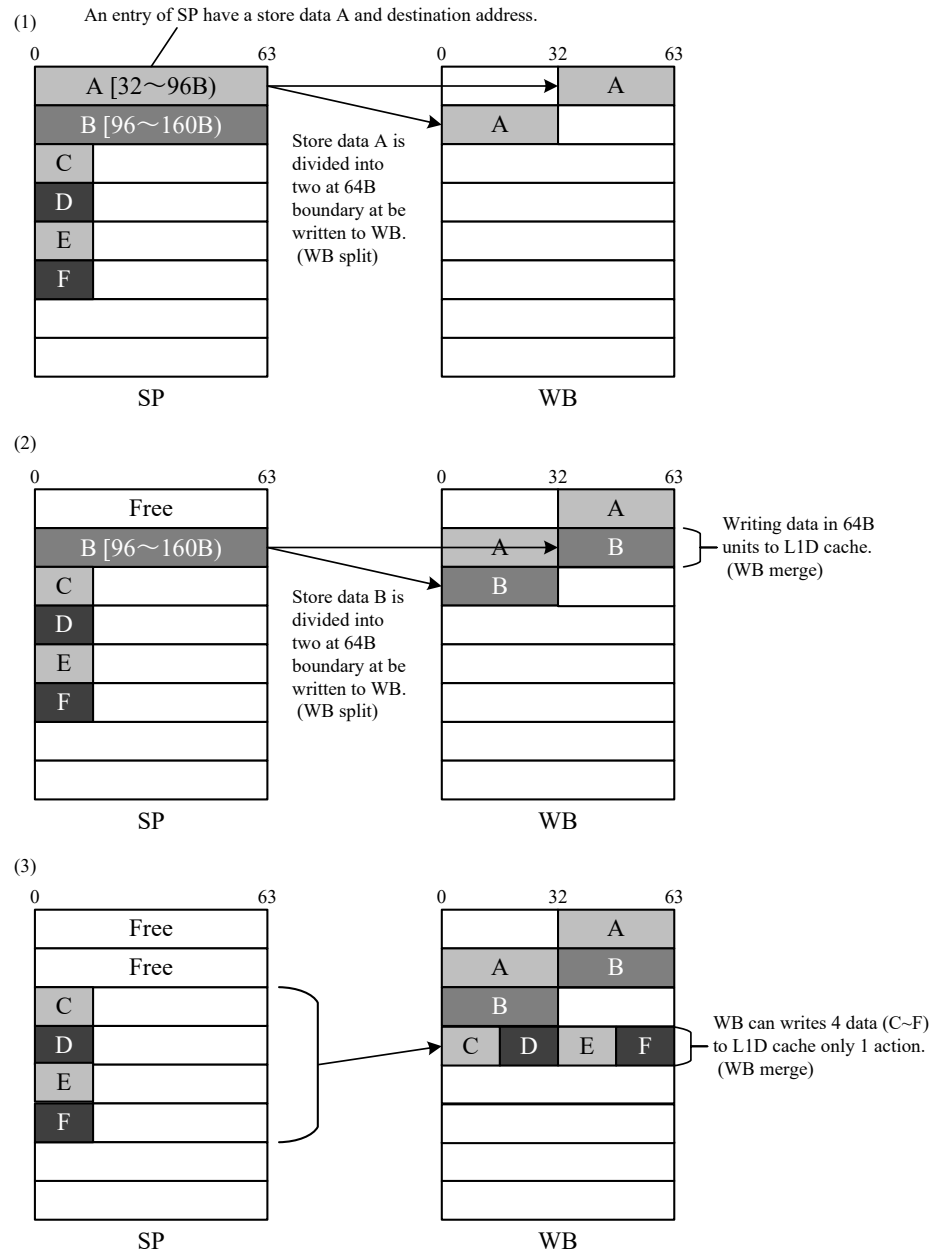 (1)
An entry of SP have a store data A and destination address.
0 63
0 32 63
A [32～96B)
A
B [96～160B)
A
C
D
E
F
Store data A is
divided into
two at 64B
boundary at be
written to WB.
(WB split)
SP
WB
(2)
0 63
0 32 63
Free
A
B [96～160B)
A B
C
B
D
E
F
Store data B is
divided into
two at 64B
boundary at be
written to WB.
(WB split)
Writing data in 64B
units to L1D cache.
(WB merge)
SP
WB
(3)
0 63
0 32 63
Free
A
Free
A B
C
B
D
C D E F
E
F
WB can writes 4 data (C~F)
to L1D cache only 1 action.
(WB merge)
SP
WB